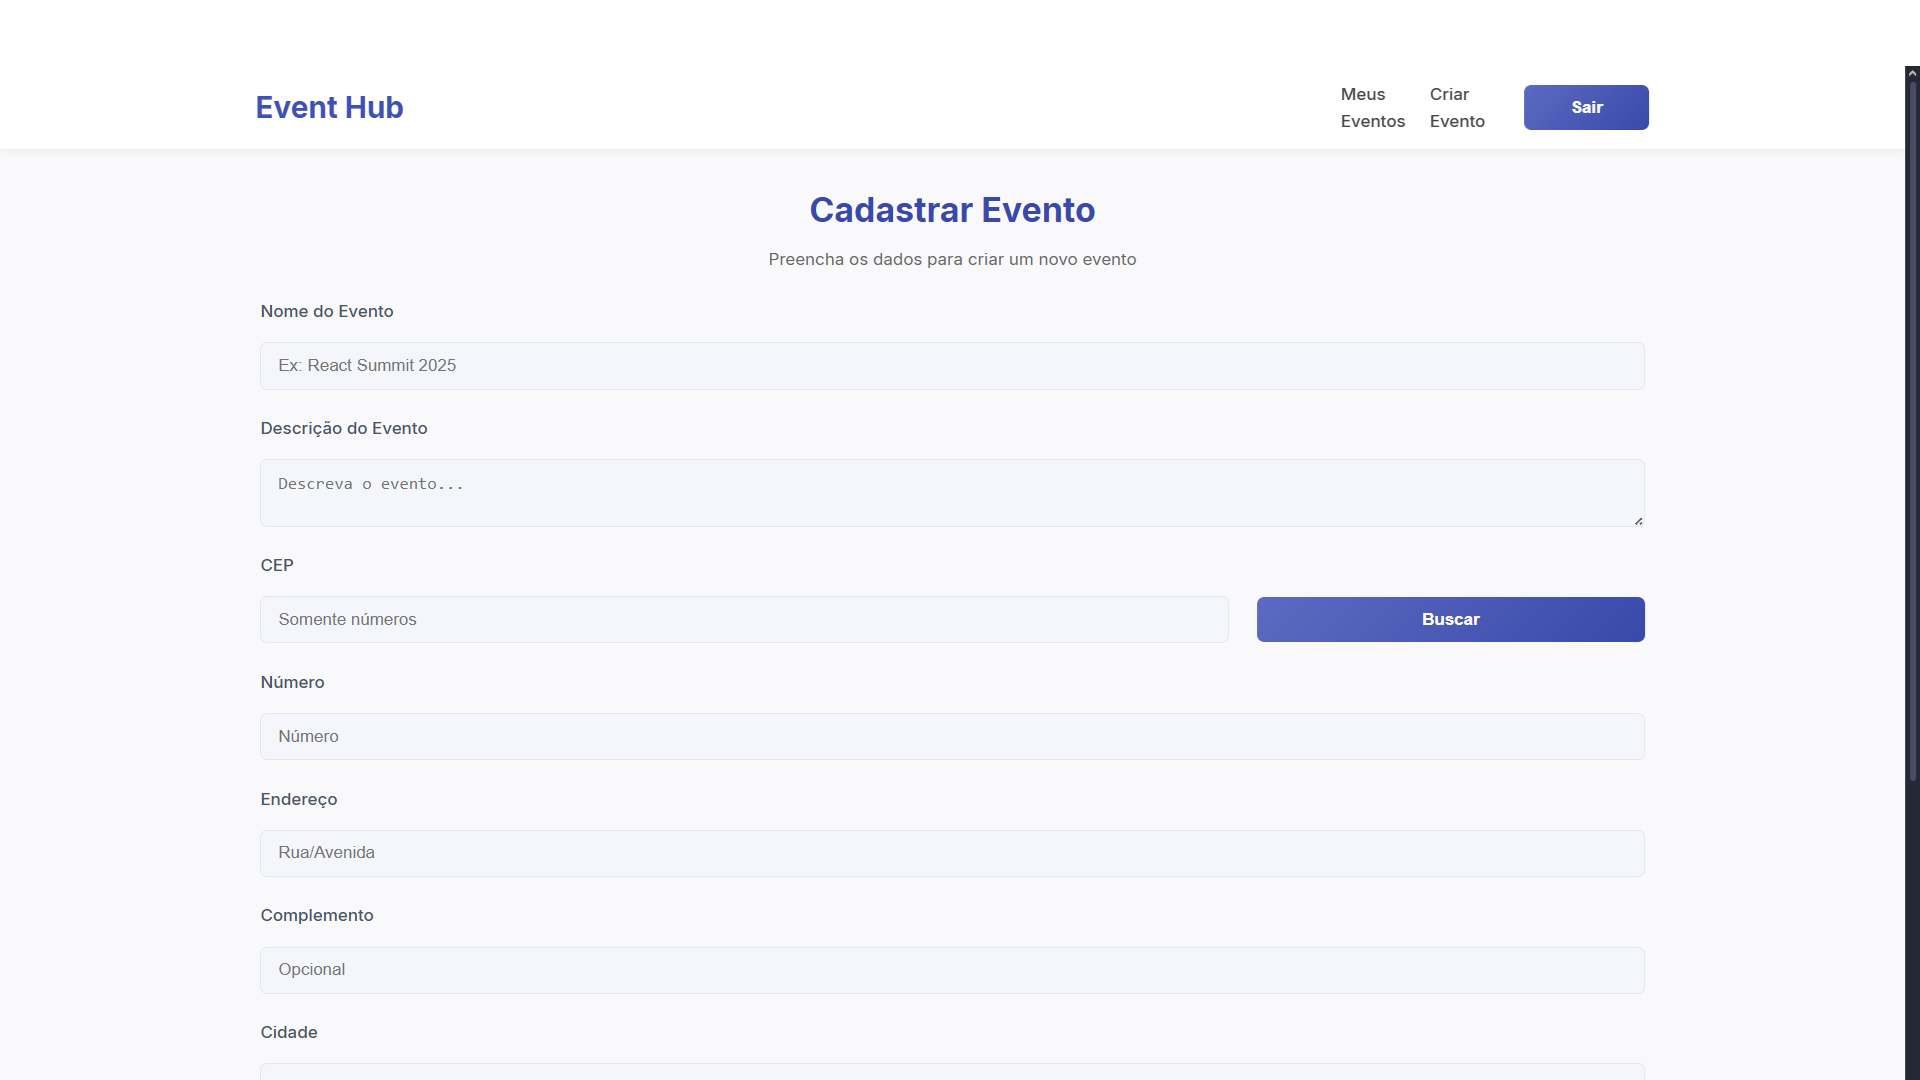 Event Hub
Meus Eventos
Criar Evento
Sair
Cadastrar Evento
Preencha os dados para criar um novo evento
Nome do Evento
Ex: React Summit 2025
Descrição do Evento
Descreva o evento...
CEP
Somente números
Buscar
Número
Número
Endereço
Rua/Avenida
Complemento
Opcional
Cidade